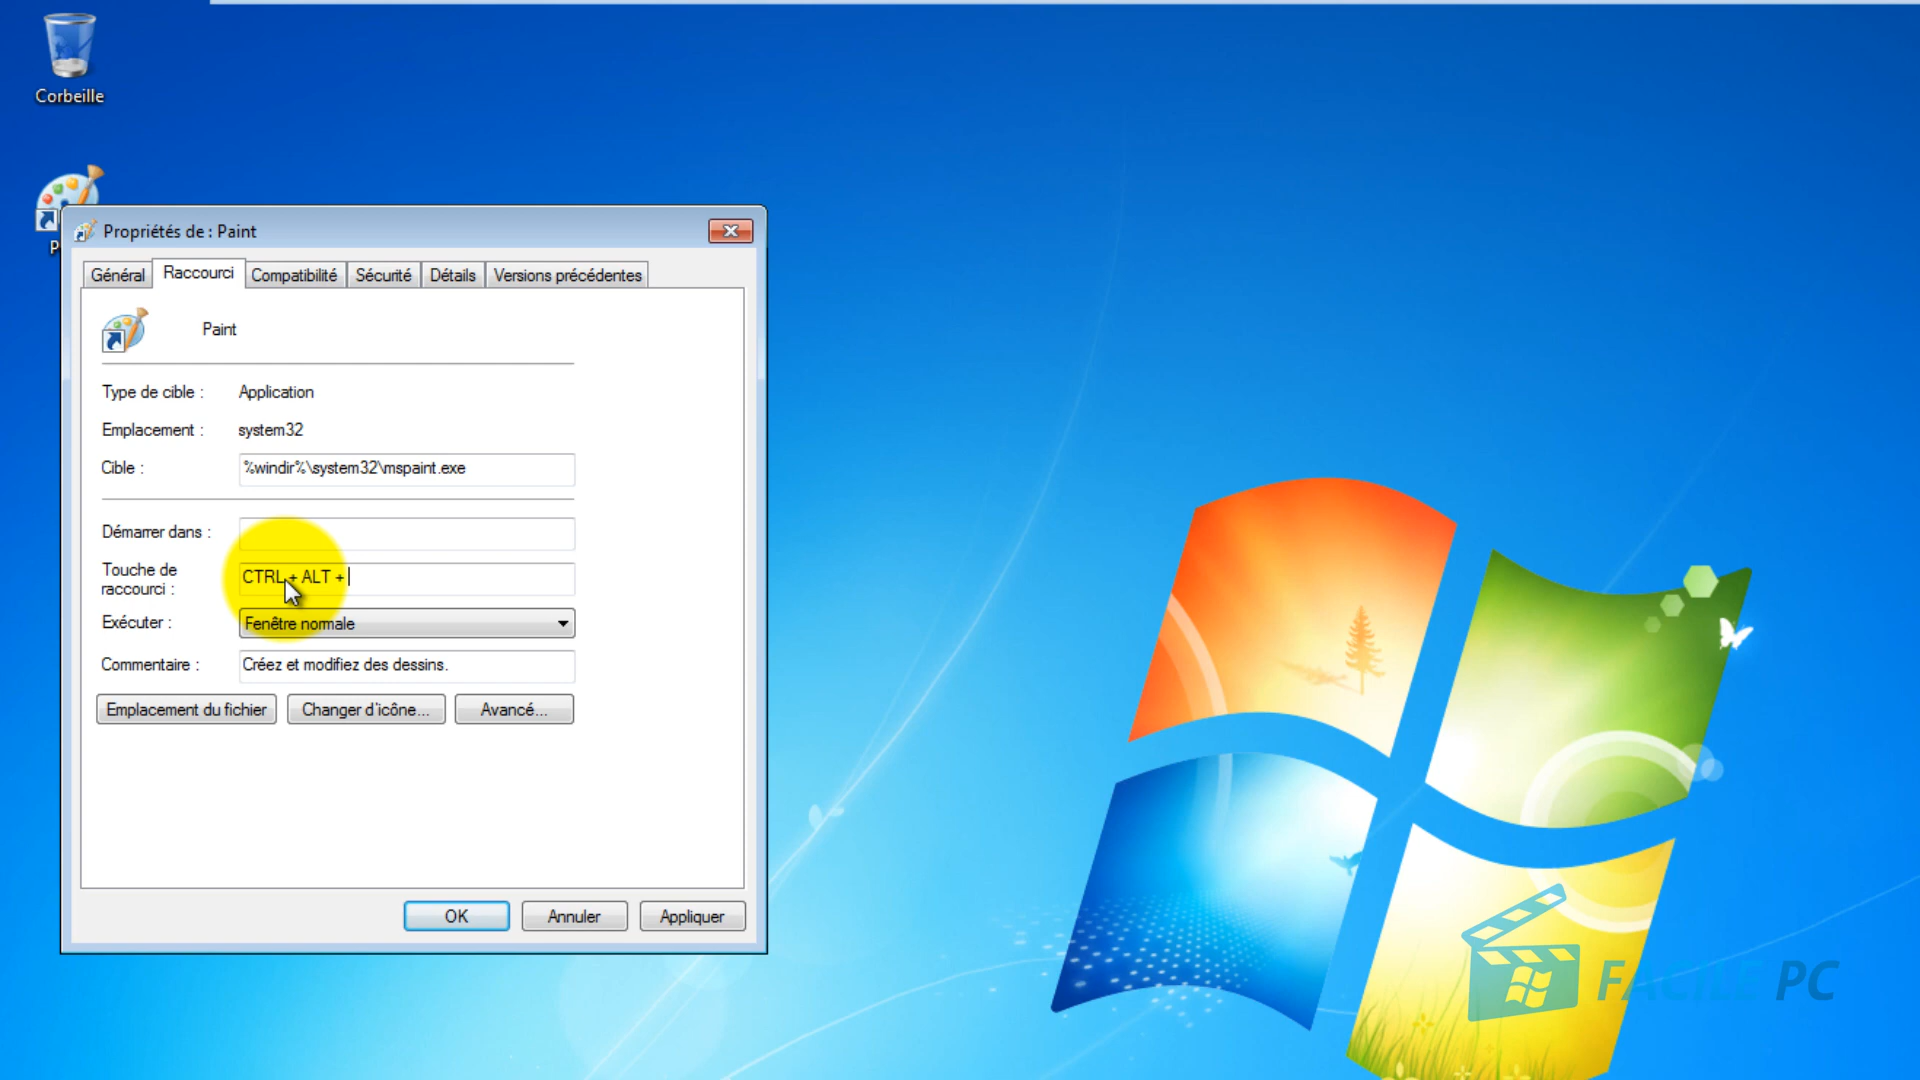 Corbeille
Propriétés de : Paint
Général Raccourci Compatibilité Sécurité Détails Versions précédentes
Paint
Type de cible : Application
Emplacement : system32
Cible : %windir%\system32\mspaint.exe
Démarrer dans :
Touche de
raccourci : CTRL + ALT +
Exécuter : Fenêtre normale
Commentaire : Créez et modifiez des dessins.
Emplacement du fichier Changer d'icône... Avancé...
OK Annuler Appliquer
FACILE PC